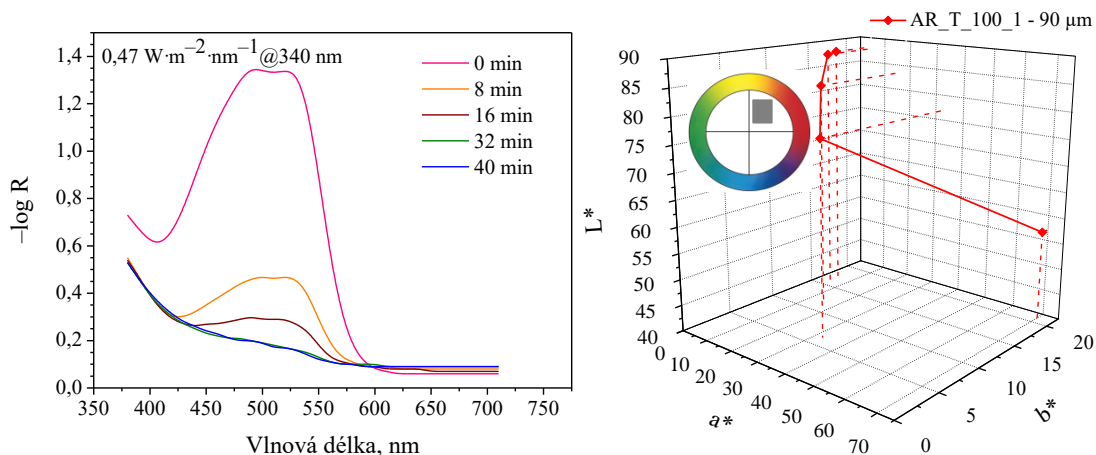 0,47 W·m⁻²·nm⁻¹@340 nm
0 min
8 min
16 min
32 min
40 min
1,4
1,2
1,0
0,8
0,6
0,4
0,2
0,0
–log R
350 400 450 500 550 600 650 700 750
Vlnová délka, nm
AR_T_100_1 - 90 µm
90
85
80
75
70
65
60
55
50
45
40
L*
0 10 20 30 40 50 60 70
a*
0 5 10 15 20
b*